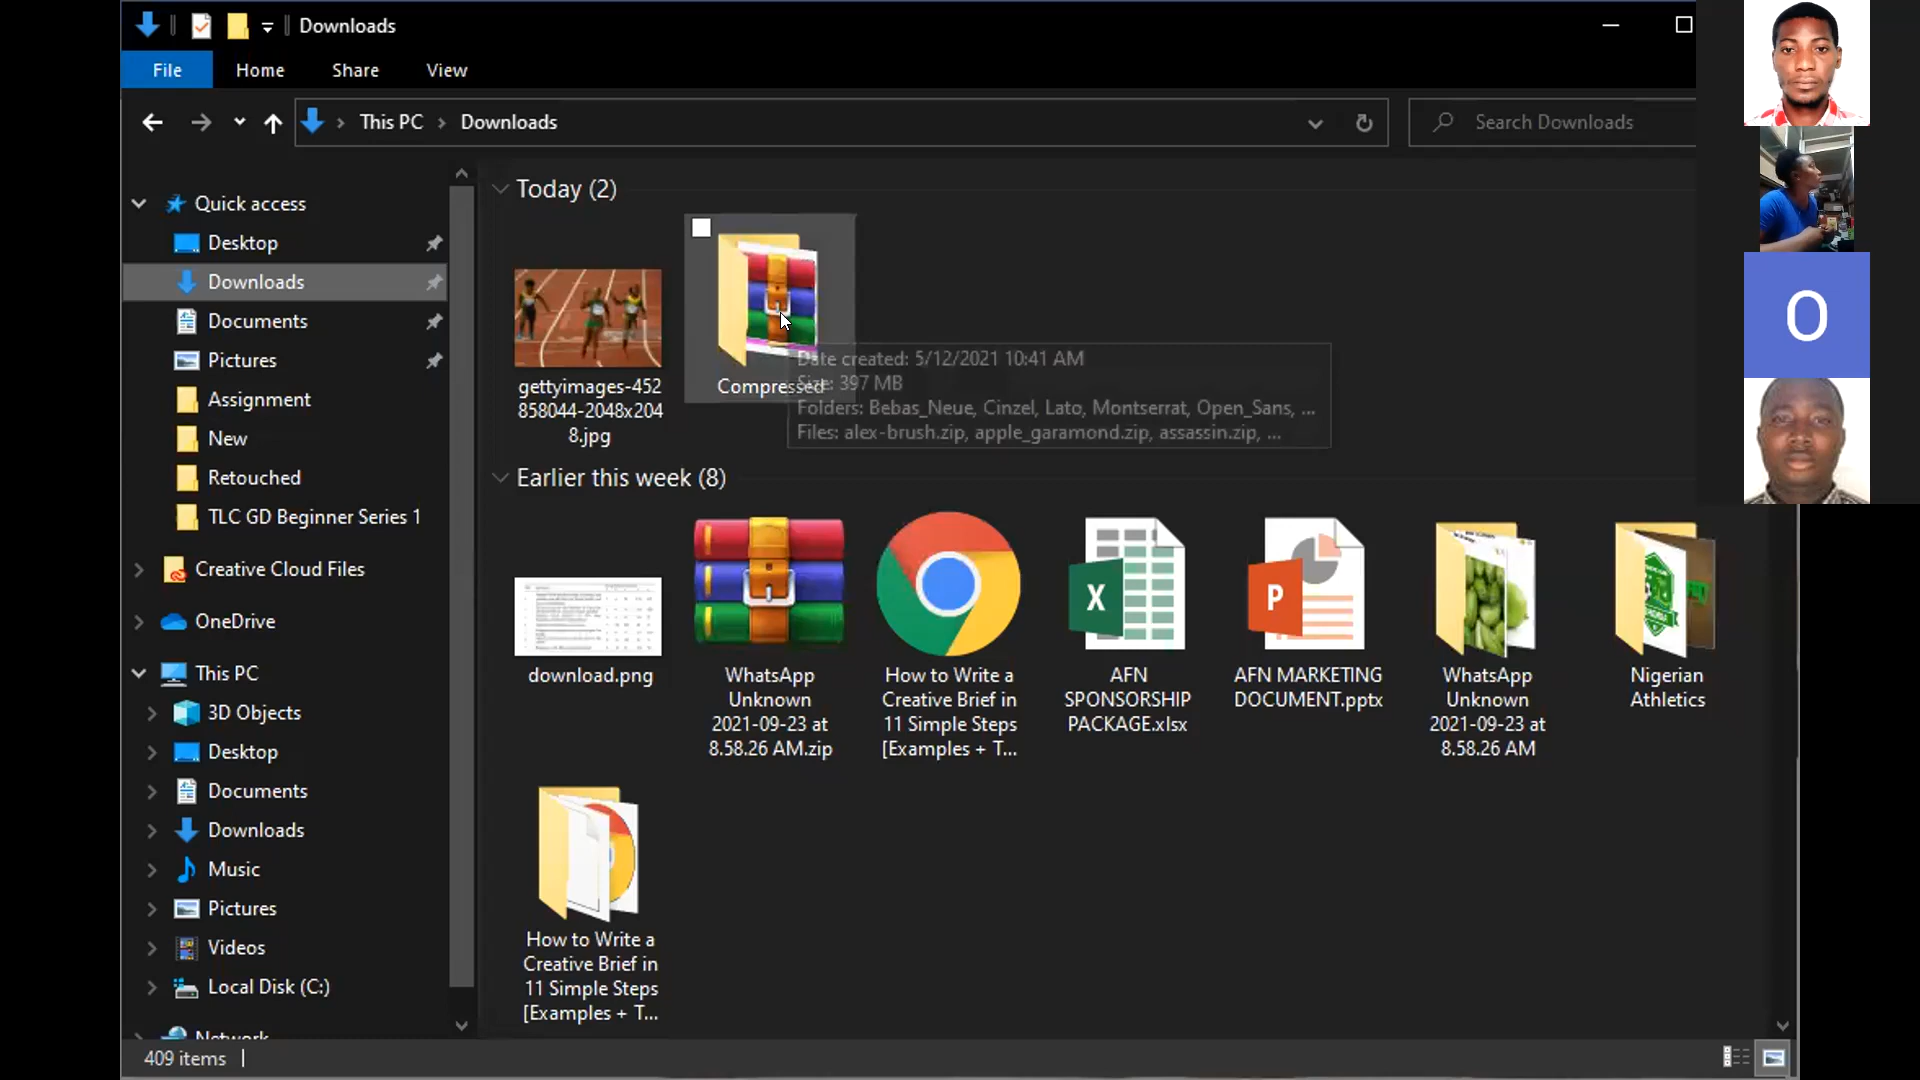 Downloads
File Home Share View
This PC Downloads
Search Downloads
Quick access
Desktop
Downloads
Documents
Pictures
Assignment
New
Retouched
TLC GD Beginner Series 1
Creative Cloud Files
OneDrive
This PC
3D Objects
Desktop
Documents
Downloads
Music
Pictures
Videos
Local Disk (C:)
Network
409 items
Today (2)
gettyimages-452
858044-2048x204
8.jpg
Compressed
Date created: 5/12/2021 10:41 AM
Size: 397 MB
Folders: Bebas_Neue, Cinzel, Lato, Montserrat, Open_Sans, ...
Files: alex-brush.zip, apple_garamond.zip, assassin.zip, ...
Earlier this week (8)
download.png
WhatsApp
Unknown
2021-09-23 at
8.58.26 AM.zip
How to Write a
Creative Brief in
11 Simple Steps
[Examples + T...
X
AFN
SPONSORSHIP
PACKAGE.xlsx
P
AFN MARKETING
DOCUMENT.pptx
WhatsApp
Unknown
2021-09-23 at
8.58.26 AM
Nigerian
Athletics
How to Write a
Creative Brief in
11 Simple Steps
[Examples + T...
O